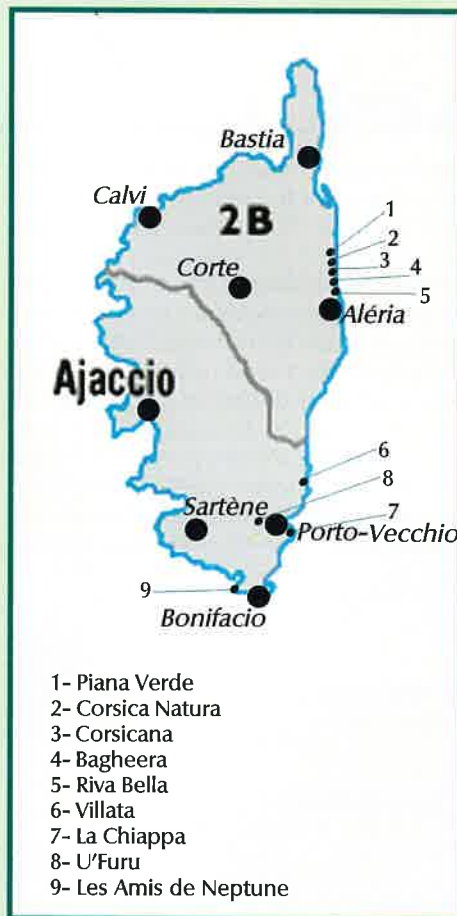 Bastia
Calvi
2B
1
2
3
4
5
Corte
Aléria
Ajaccio
6
8
7
Sartène
Porto-Vecchio
9
Bonifacio
1- Piana Verde
2- Corsica Natura
3- Corsicana
4- Bagheera
5- Riva Bella
6- Villata
7- La Chiappa
8- U'Furu
9- Les Amis de Neptune